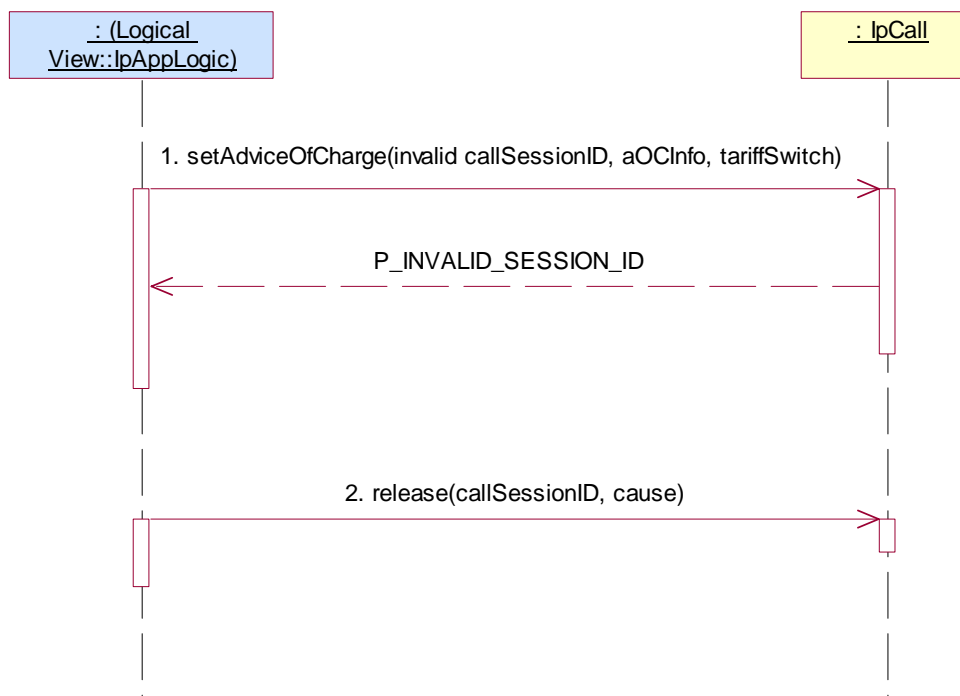 : (Logical
View::IpAppLogic)
: IpCall
1. setAdviceOfCharge(invalid callSessionID, aOCInfo, tariffSwitch)
P_INVALID_SESSION_ID
2. release(callSessionID, cause)